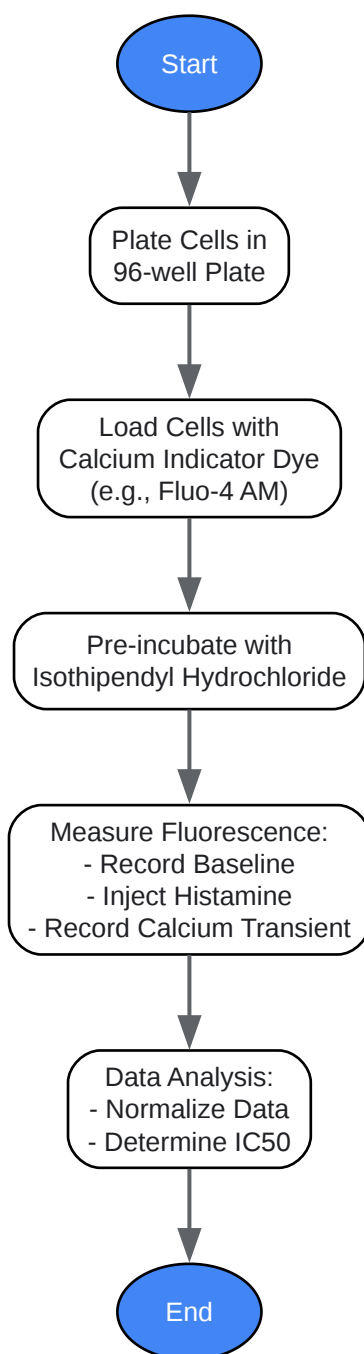 Start
Plate Cells in
96-well Plate
Load Cells with
Calcium Indicator Dye
(e.g., Fluo-4 AM)
Pre-incubate with
Isothipendyl Hydrochloride
Measure Fluorescence:
- Record Baseline
- Inject Histamine
- Record Calcium Transient
Data Analysis:
- Normalize Data
- Determine IC50
End